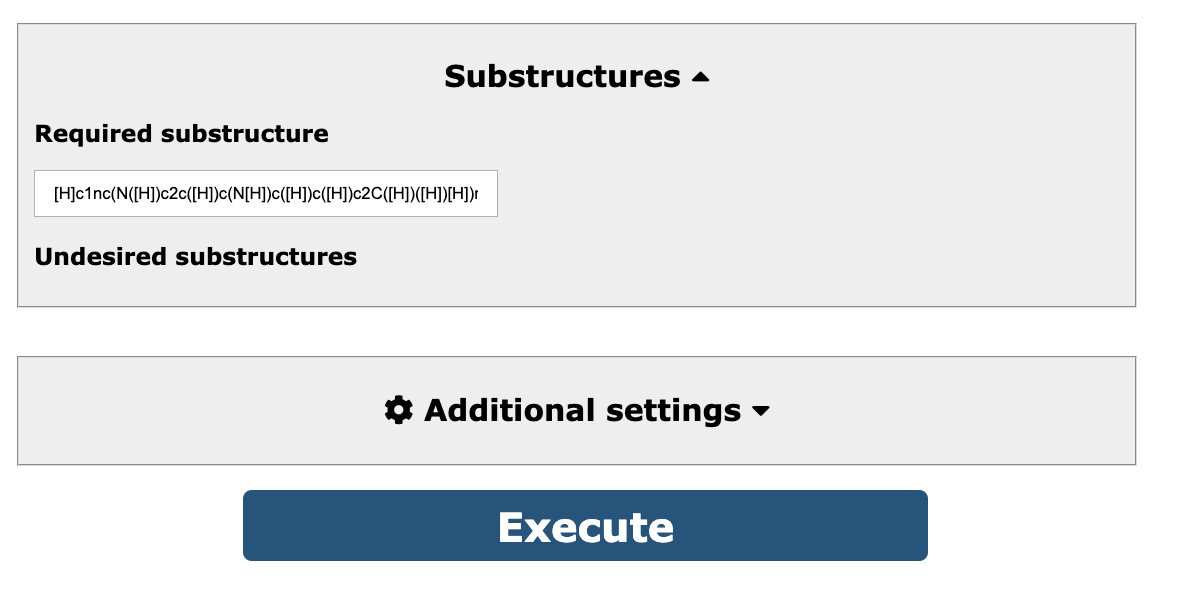 Substructures
Required substructure
[H]c1nc(N([H])c2c([H])c(N[H])c([H])c([H])c2C([H])([H])[H])r
Undesired substructures
Additional settings
Execute